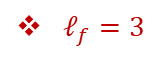 ❖ ℓ_f = 3